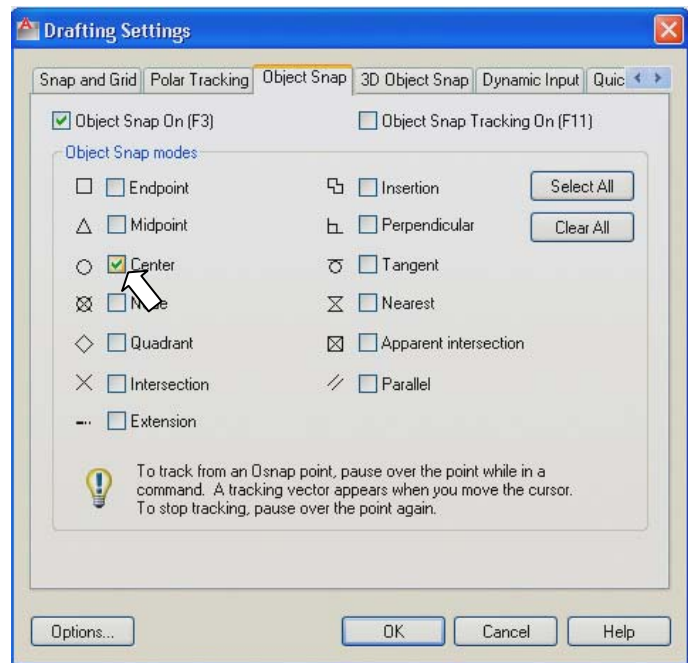 Drafting Settings
Snap and Grid Polar Tracking Object Snap 3D Object Snap Dynamic Input Quic
Object Snap On (F3) Object Snap Tracking On (F11)
Object Snap modes
Endpoint Insertion Select All
Midpoint Perpendicular Clear All
Center Tangent
Nearest
Quadrant Apparent intersection
Intersection Parallel
Extension
To track from an Osnap point, pause over the point while in a
command. A tracking vector appears when you move the cursor.
To stop tracking, pause over the point again.
Options... OK Cancel Help